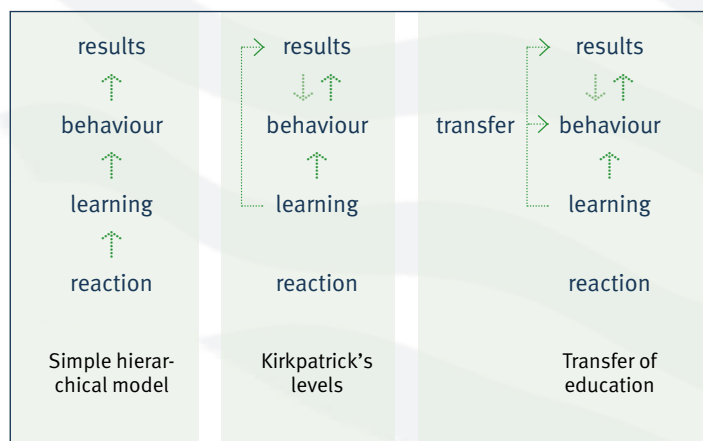 results
behaviour
learning
reaction
Simple hierar-
chical model
results
behaviour
learning
reaction
Kirkpatrick's
levels
results
transfer
behaviour
learning
reaction
Transfer of
education